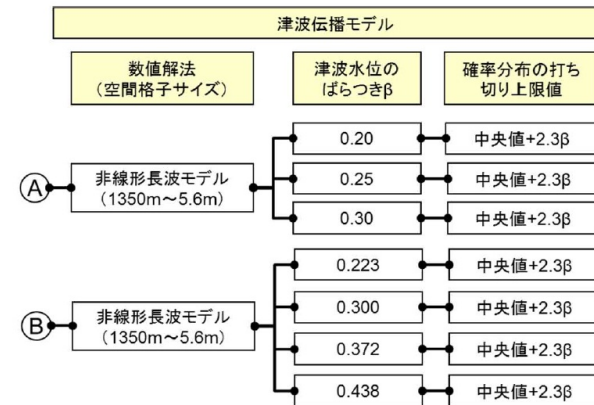 津波伝播モデル
数値解法
（空間格子サイズ）
津波水位の
ばらつきβ
確率分布の打ち
切り上限値
A
非線形長波モデル
（1350m～5.6m）
0.20
中央値+2.3β
0.25
中央値+2.3β
0.30
中央値+2.3β
B
非線形長波モデル
（1350m～5.6m）
0.223
中央値+2.3β
0.300
中央値+2.3β
0.372
中央値+2.3β
0.438
中央値+2.3β